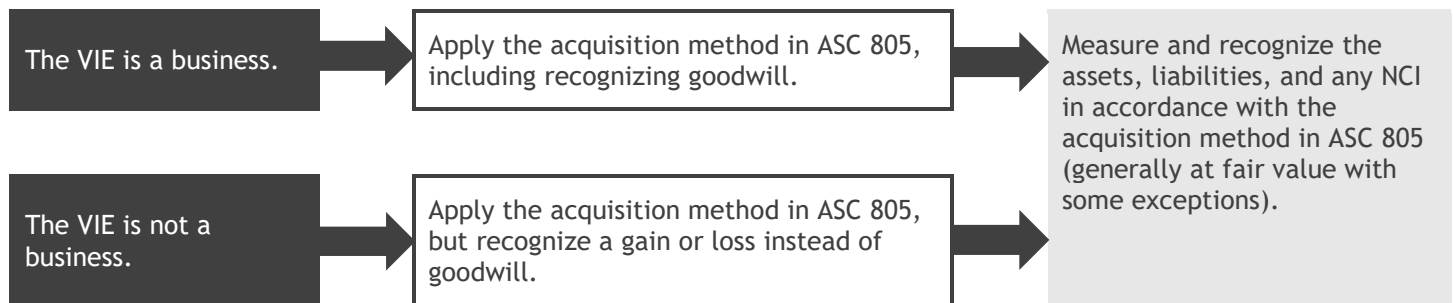 The VIE is a business.
Apply the acquisition method in ASC 805,
including recognizing goodwill.
Measure and recognize the
assets, liabilities, and any NCI
in accordance with the
acquisition method in ASC 805
(generally at fair value with
some exceptions).
The VIE is not a
business.
Apply the acquisition method in ASC 805,
but recognize a gain or loss instead of
goodwill.